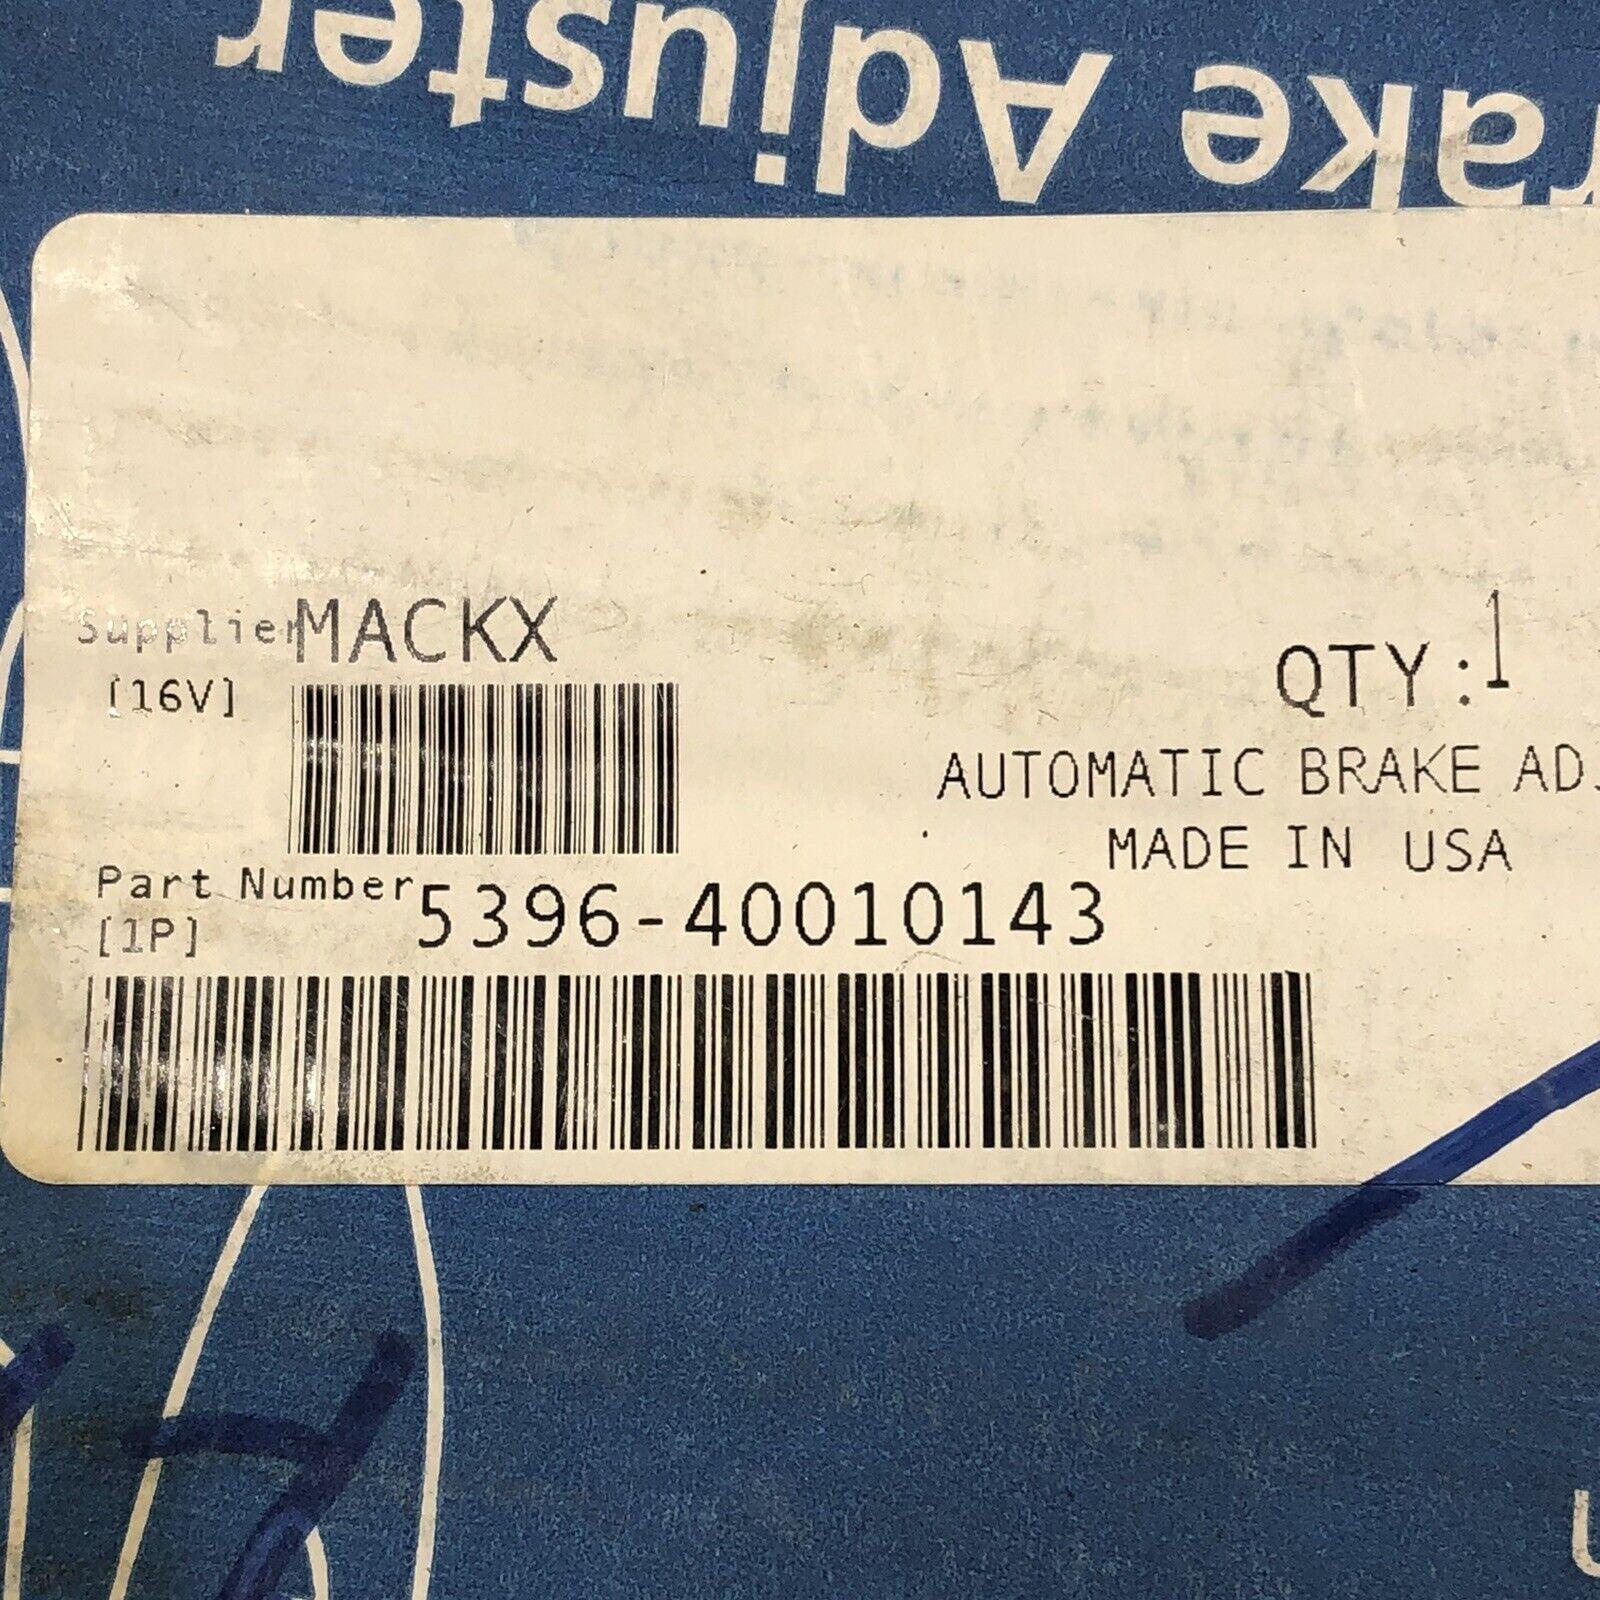 rake Adjuster
Supplier MACKX
[16V]
QTY:1
AUTOMATIC BRAKE ADJ
MADE IN USA
Part Number 5396-40010143
[1P]